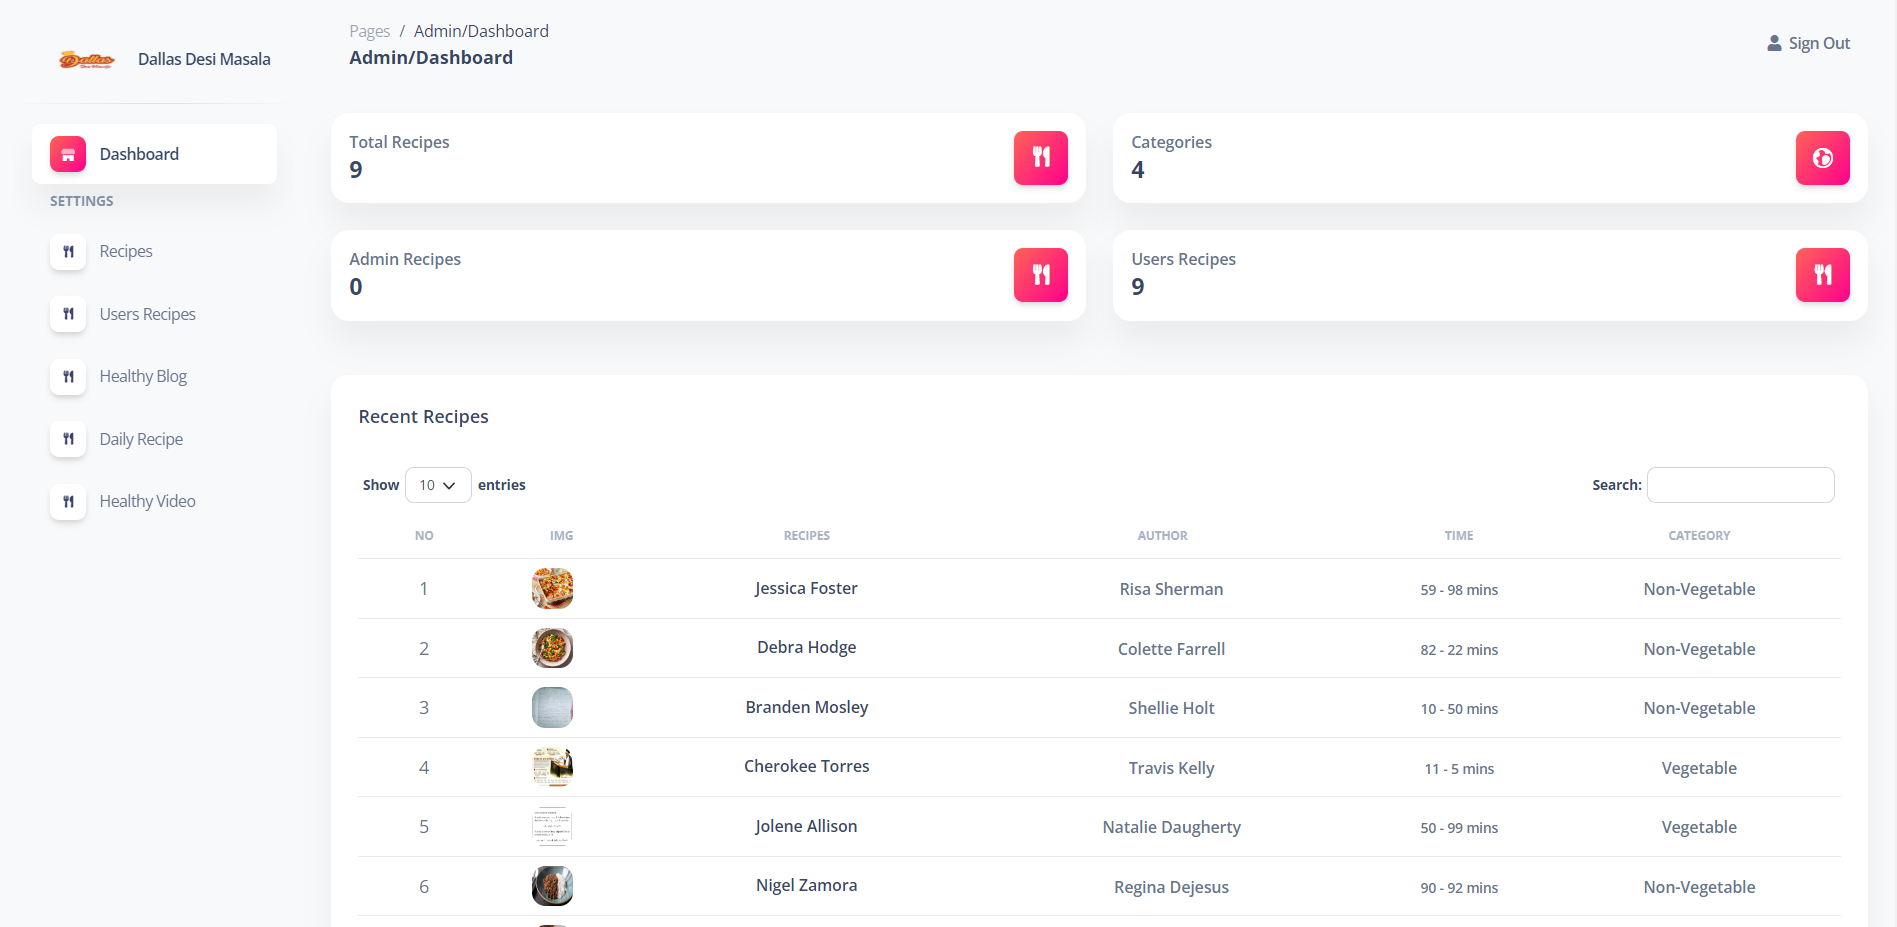 Pages / Admin/Dashboard
Admin/Dashboard
Sign Out
Dallas
Dallas Desi Masala
Dashboard
SETTINGS
Recipes
Users Recipes
Healthy Blog
Daily Recipe
Healthy Video
Total Recipes
9
Categories
4
Admin Recipes
0
Users Recipes
9
Recent Recipes
Show 10 entries
Search:
NO IMG RECIPES AUTHOR TIME CATEGORY
1 Jessica Foster Risa Sherman 59 - 98 mins Non-Vegetable
2 Debra Hodge Colette Farrell 82 - 22 mins Non-Vegetable
3 Branden Mosley Shellie Holt 10 - 50 mins Non-Vegetable
4 Cherokee Torres Travis Kelly 11 - 5 mins Vegetable
5 Jolene Allison Natalie Daugherty 50 - 99 mins Vegetable
6 Nigel Zamora Regina Dejesus 90 - 92 mins Non-Vegetable